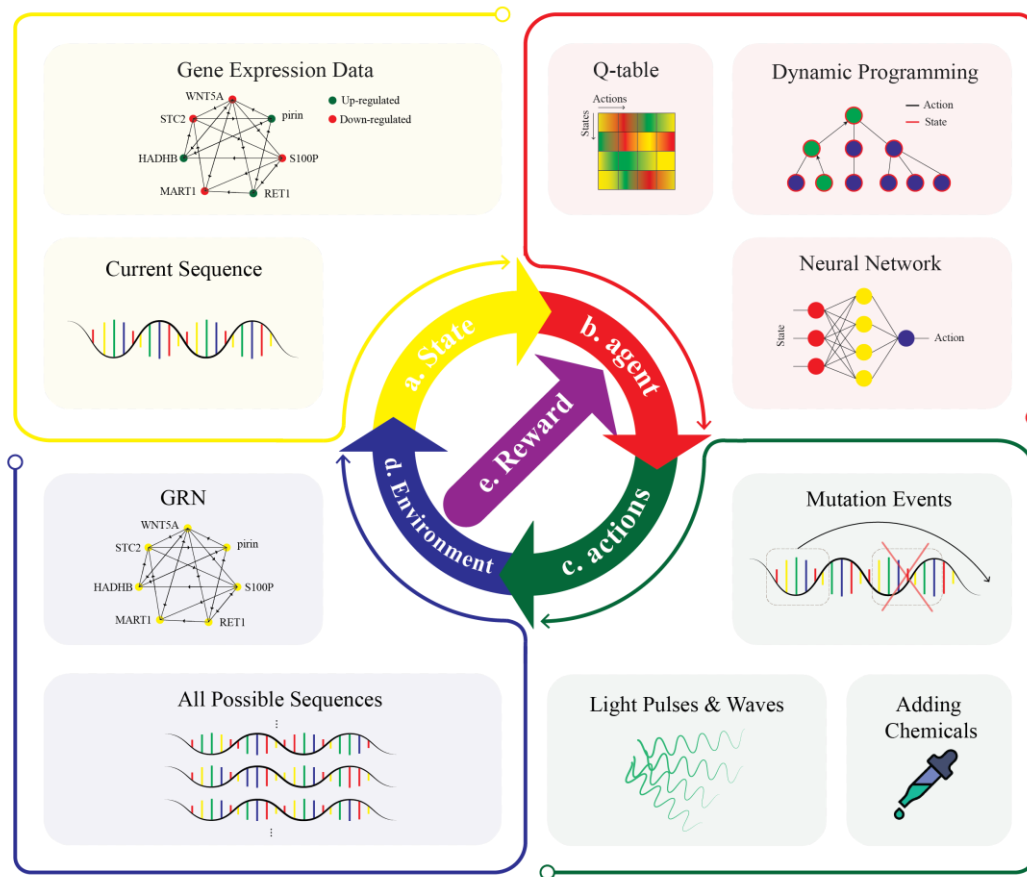 Gene Expression Data
WNT5A
Up-regulated
Down-regulated
STC2
pirin
HADHB
S100P
MART1
RET1
Current Sequence
Q-table
Actions
States
Dynamic Programming
Action
State
Neural Network
State
Action
a. State
b. agent
c. actions
d. Environment
e. Reward
GRN
WNT5A
STC2
pirin
HADHB
S100P
MART1
RET1
All Possible Sequences
...
...
Mutation Events
Light Pulses & Waves
Adding
Chemicals